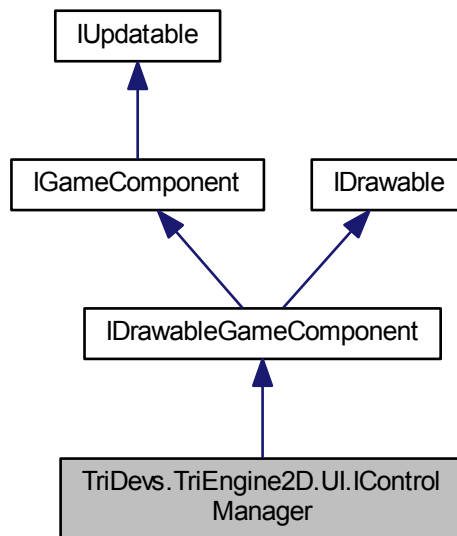 IUpdatable
IGameComponent
IDrawable
IDrawableGameComponent
TriDevs.TriEngine2D.UI.IControl
Manager